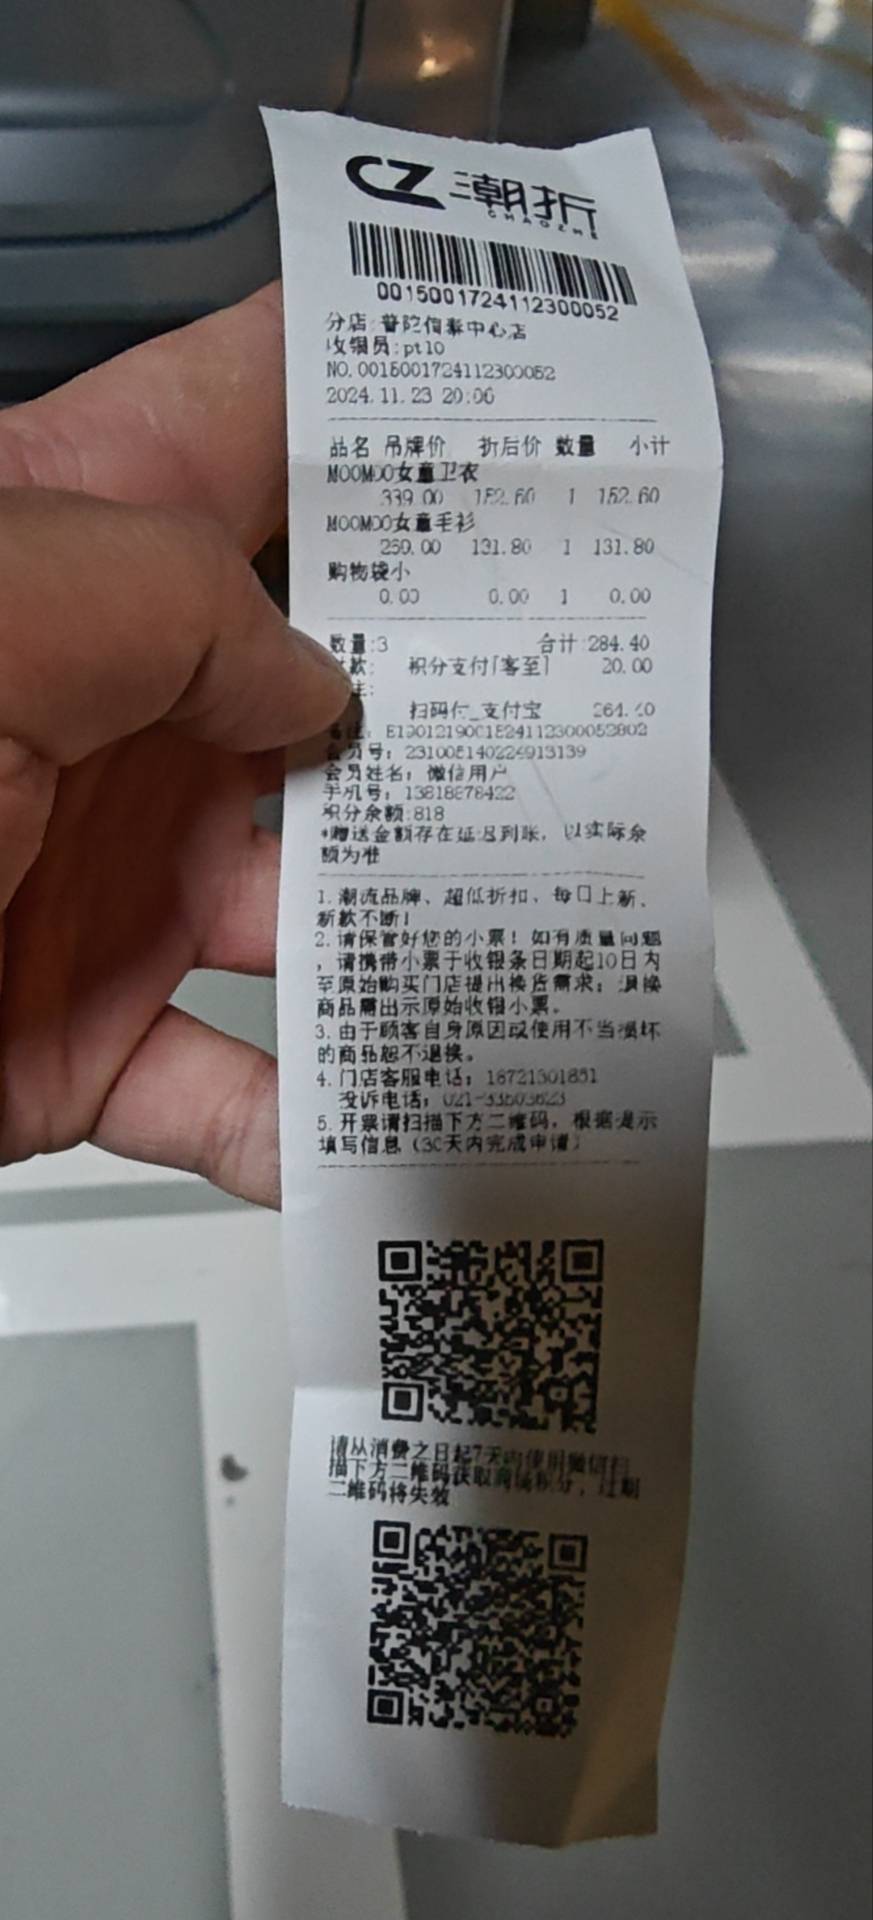 CZ 潮折
CHAOZHE
0015001724112300052
分店:普陀信泰中心店
收银员:pt10
NO.0015001724112300052
2024.11.23 20:06
品名 吊牌价 折后价 数量 小计
MOOMOO女童卫衣
339.00 152.60 1 152.60
MOOMOO女童毛衫
131.80 1 131.80
购物袋小
0.00 0.00 1 0.00
数量:3 合计:284.40
款: 积分支付[客至] 20.00
注:
扫码付_支付宝 264.40
备注:
会员号:
会员姓名: 微信用户
手机号:
积分余额:818
*赠送金额存在延迟到账, 以实际余
额为准
1.潮流品牌、超低折扣、每日上新、
新款不断!
2.请保管好您的小票!如有质量问题
,请携带小票于收银条日期起10日内
至原始购买门店提出换货需求;退换
商品需出示原始收银小票。
3.由于顾客自身原因或使用不当损坏
的商品恕不退换。
4.门店客服电话: 18721301851
投诉电话:
5.开票请扫描下方二维码,根据提示
填写信息(30天内完成申请)
请从消费之日起7天内使用微信扫
描下方二维码获取商场积分,过期
二维码将失效